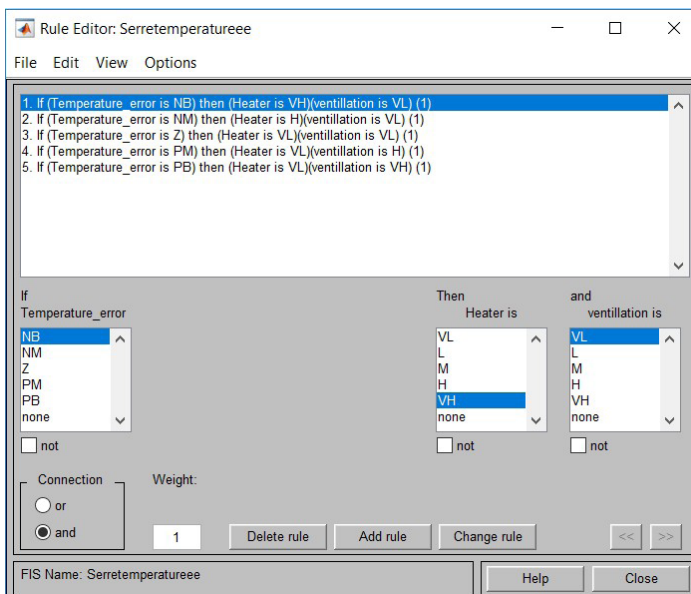 Rule Editor: Serretemperatureee
File Edit View Options
1. If (Temperature_error is NB) then (Heater is VH)(ventillation is VL) (1)
2. If (Temperature_error is NM) then (Heater is H)(ventillation is VL) (1)
3. If (Temperature_error is Z) then (Heater is VL)(ventillation is VL) (1)
4. If (Temperature_error is PM) then (Heater is VL)(ventillation is H) (1)
5. If (Temperature_error is PB) then (Heater is VL)(ventillation is VH) (1)
If
Temperature_error
NB
NM
Z
PM
PB
none
not
Then
Heater is
VL
L
M
H
VH
none
not
and
ventillation is
VL
L
M
H
VH
none
not
Connection
or
and
Weight:
1
Delete rule
Add rule
Change rule
<<
>>
FIS Name: Serretemperatureee
Help
Close